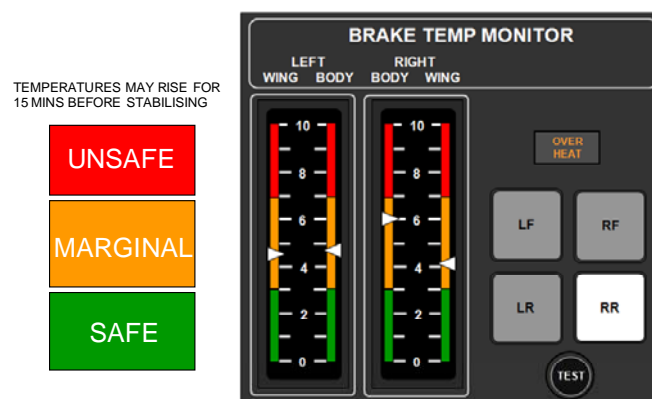 BRAKE TEMP MONITOR
LEFT RIGHT
WING BODY BODY WING
TEMPERATURES MAY RISE FOR
15 MINS BEFORE STABILISING
UNSAFE
MARGINAL
SAFE
10 10
8 8
6 6
4 4
2 2
0 0
OVER
HEAT
LF RF
LR RR
TEST